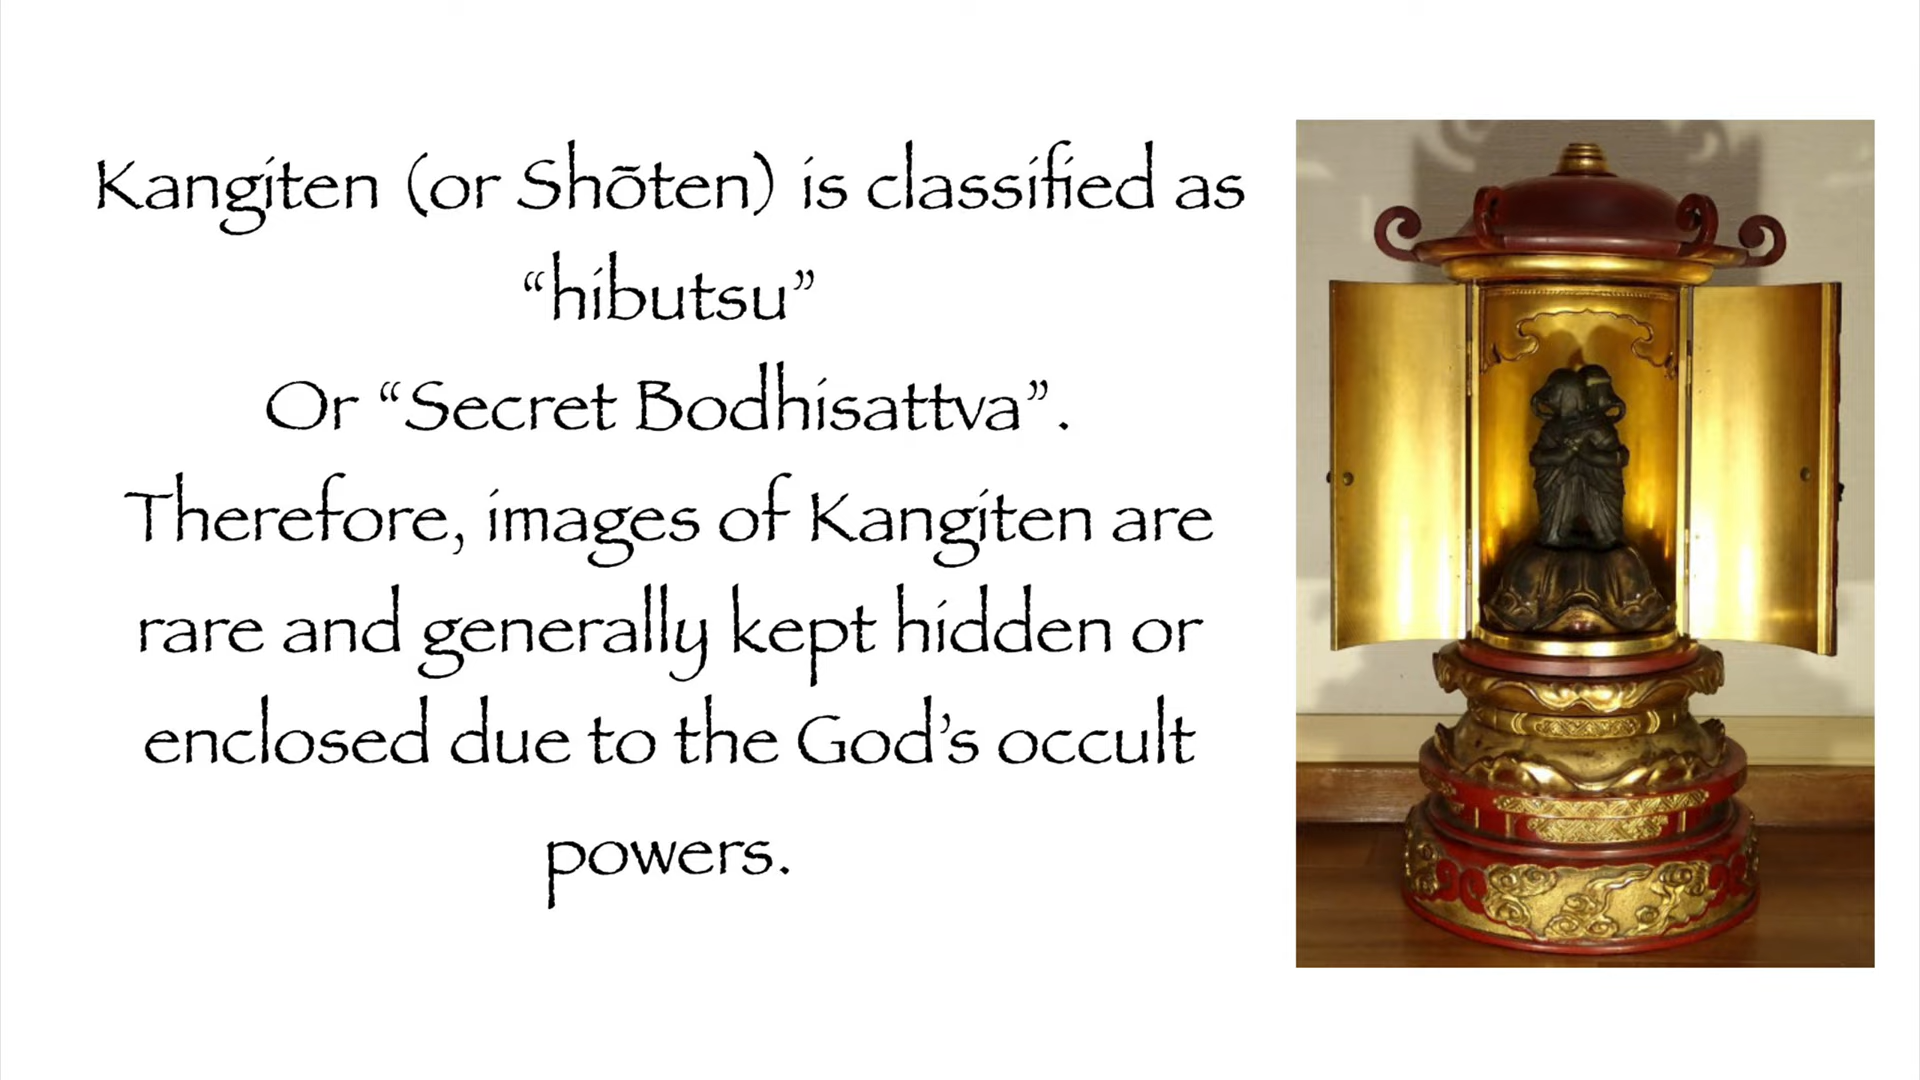 Kangiten (or Shōten) is classified as
“hibutsu”
Or “Secret Bodhisattva”.
Therefore, images of Kangiten are
rare and generally kept hidden or
enclosed due to the God’s occult
powers.